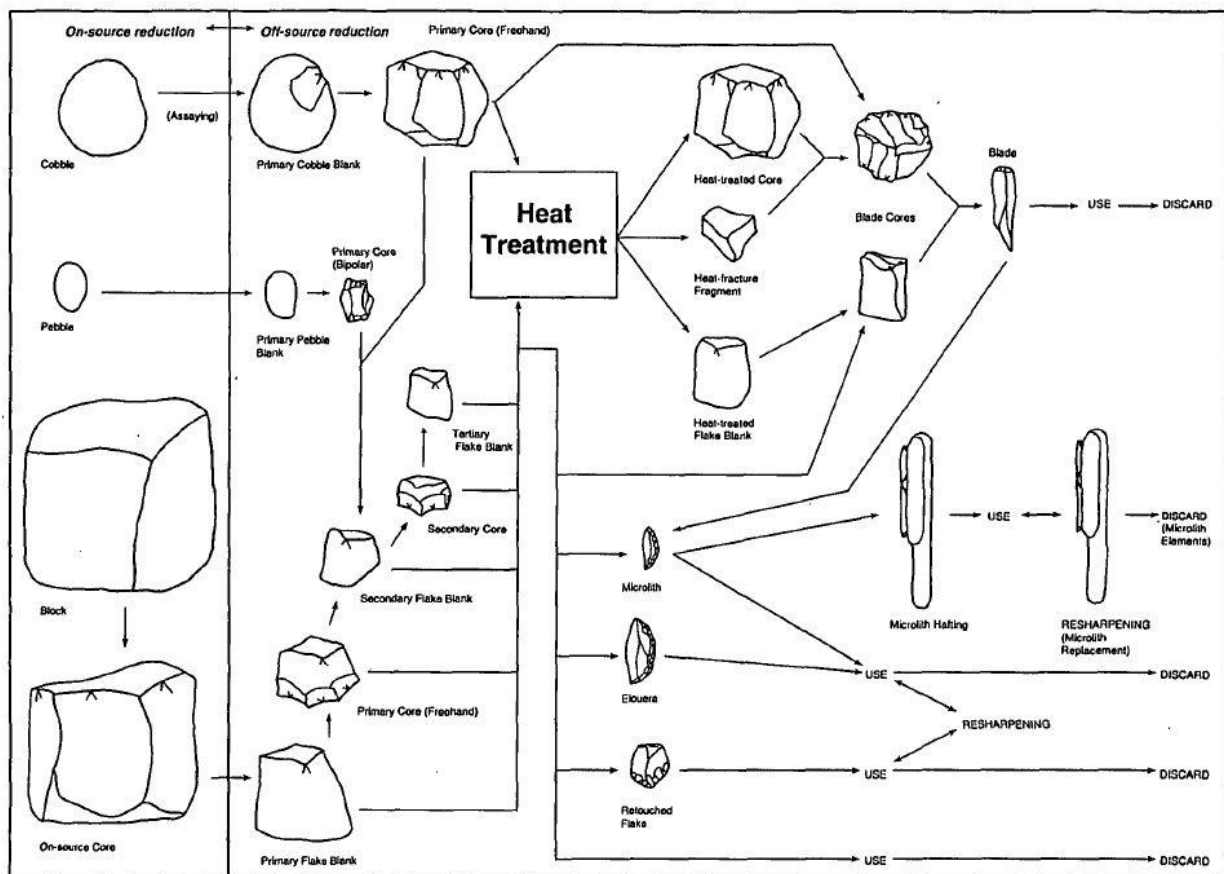 On-source reduction
Off-source reduction
Primary Core (Freehand)
Cobble
(Assaying)
Primary Cobble Blank
Heat
Treatment
Heat-treated Core
Blade Cores
Blade
USE
DISCARD
Heat-fracture
Fragment
Pebble
Primary Pebble
Blank
Primary Core
(Bipolar)
Heat-treated
Flake Blank
Tertiary
Flake Blank
Secondary Core
Secondary Flake Blank
Primary Core (Freehand)
Block
On-source Core
Primary Flake Blank
Microlith
Microlith Hafting
USE
RESHARPENING
(Microlith
Replacement)
DISCARD
(Microlith
Elements)
Elouera
USE
DISCARD
RESHARPENING
Retouched
Flake
USE
DISCARD
USE
DISCARD